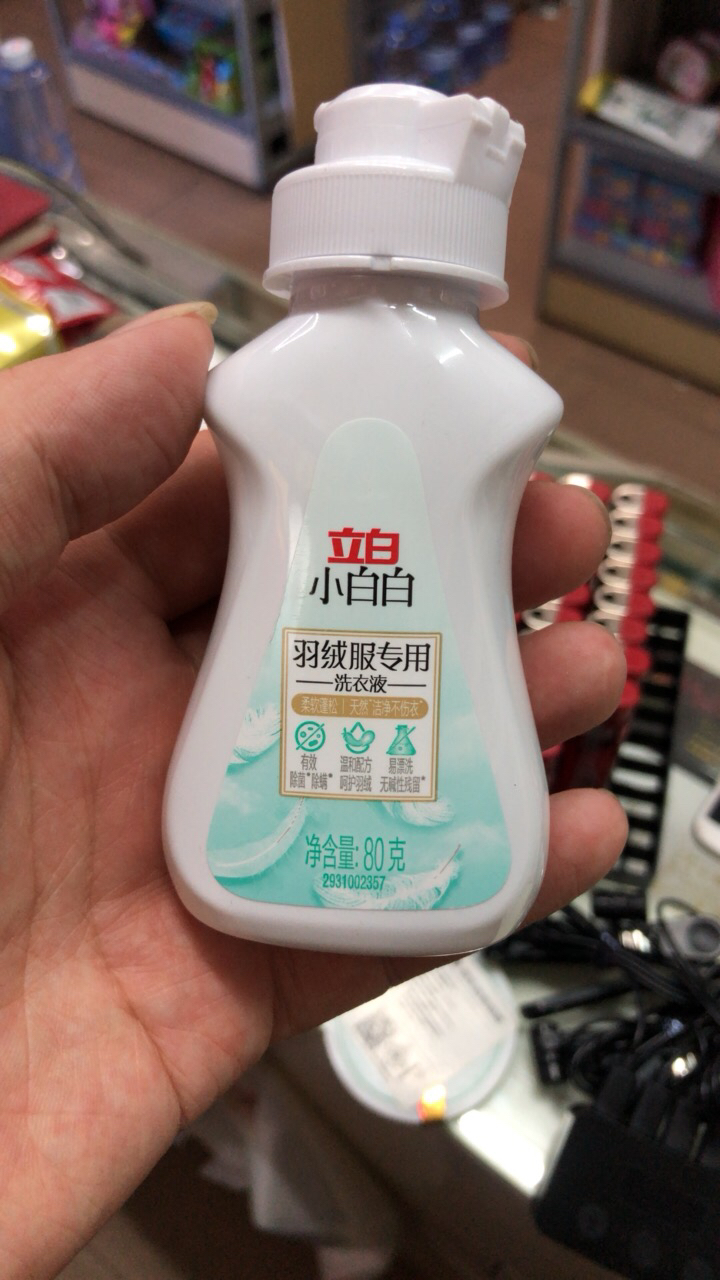 立白
小白白
羽绒服专用
洗衣液
柔软蓬松｜天然"洁净不伤衣"
有效 温和配方 易漂洗
除菌*除螨* 呵护羽绒 无碱性残留*
净含量:80克
2931002357